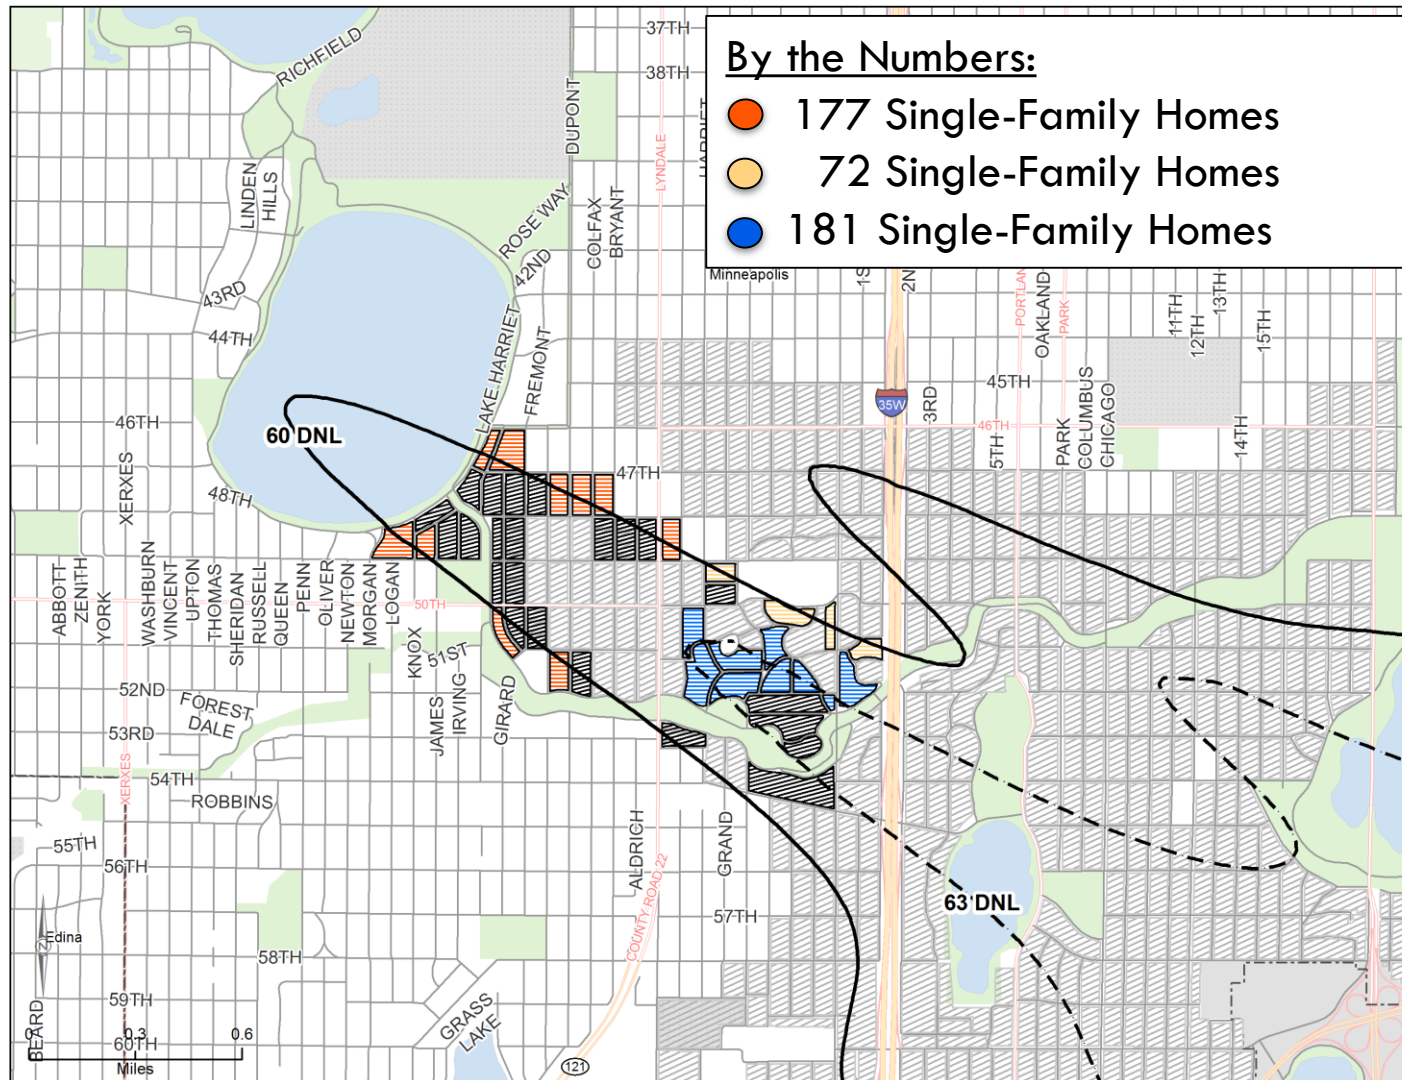 By the Numbers:
177 Single-Family Homes
72 Single-Family Homes
181 Single-Family Homes
37TH
38TH
RICHFIELD
DUPONT
LYNDALE
LINDEN
HILLS
ROSE WAY
42ND
COLFAX
BRYANT
Minneapolis
43RD
44TH
LAKE HARRIET
FREMONT
PARK
OAKLAND
11TH
12TH
13TH
15TH
45TH
35W
3RD
46TH
46TH
60 DNL
5TH
PARK
COLUMBUS
CHICAGO
14TH
47TH
XERXES
48TH
ABBOTT
ZENITH
YORK
WASHBURN
VINCENT
UPTON
THOMAS
SHERIDAN
RUSSELL
QUEEN
PENN
OLIVER
NEWTON
MORGAN
LOGAN
50TH
KNOX
51ST
JAMES
IRVING
GIRARD
52ND
FOREST
DALE
53RD
XERXES
54TH
ROBBINS
55TH
56TH
ALDRICH
GRAND
63 DNL
57TH
COUNTY ROAD 22
Edina
58TH
59TH
BEARD
GRASS
LAKE
60TH
0.3
0.6
Miles
121